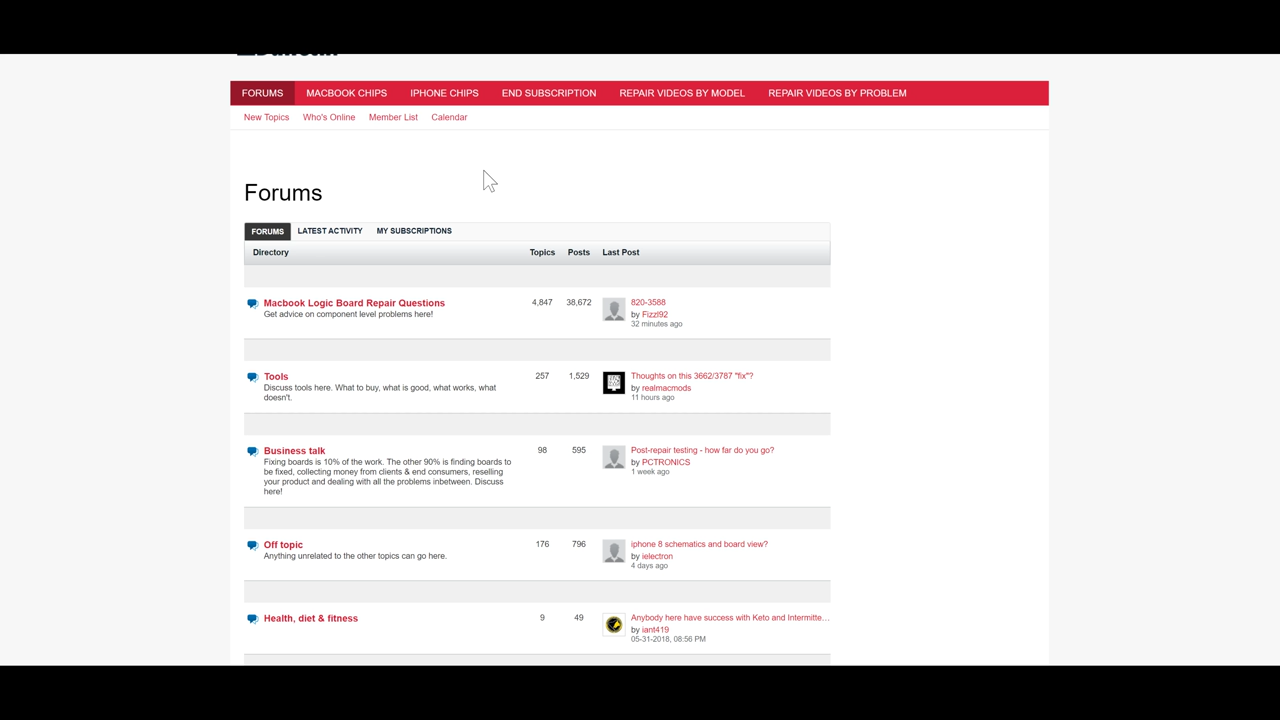 FORUMS MACBOOK CHIPS IPHONE CHIPS END SUBSCRIPTION REPAIR VIDEOS BY MODEL REPAIR VIDEOS BY PROBLEM
New Topics Who's Online Member List Calendar
Forums
FORUMS LATEST ACTIVITY MY SUBSCRIPTIONS
Directory Topics Posts Last Post
Macbook Logic Board Repair Questions 4,847 38,672 820-3588
Get advice on component level problems here! by Fizzl92
32 minutes ago
Tools 257 1,529 Thoughts on this 3662/3787 "fix"?
Discuss tools here. What to buy, what is good, what works, what by realmacmods
doesn't. 11 hours ago
Business talk 98 595 Post-repair testing - how far do you go?
Fixing boards is 10% of the work. The other 90% is finding boards to by PCTRONICS
be fixed, collecting money from clients & end consumers, reselling 1 week ago
your product and dealing with all the problems inbetween. Discuss
here!
Off topic 176 796 iphone 8 schematics and board view?
Anything unrelated to the other topics can go here. by ielectron
4 days ago
Health, diet & fitness 9 49 Anybody here have success with Keto and Intermitte...
by iant419
05-31-2018, 08:56 PM